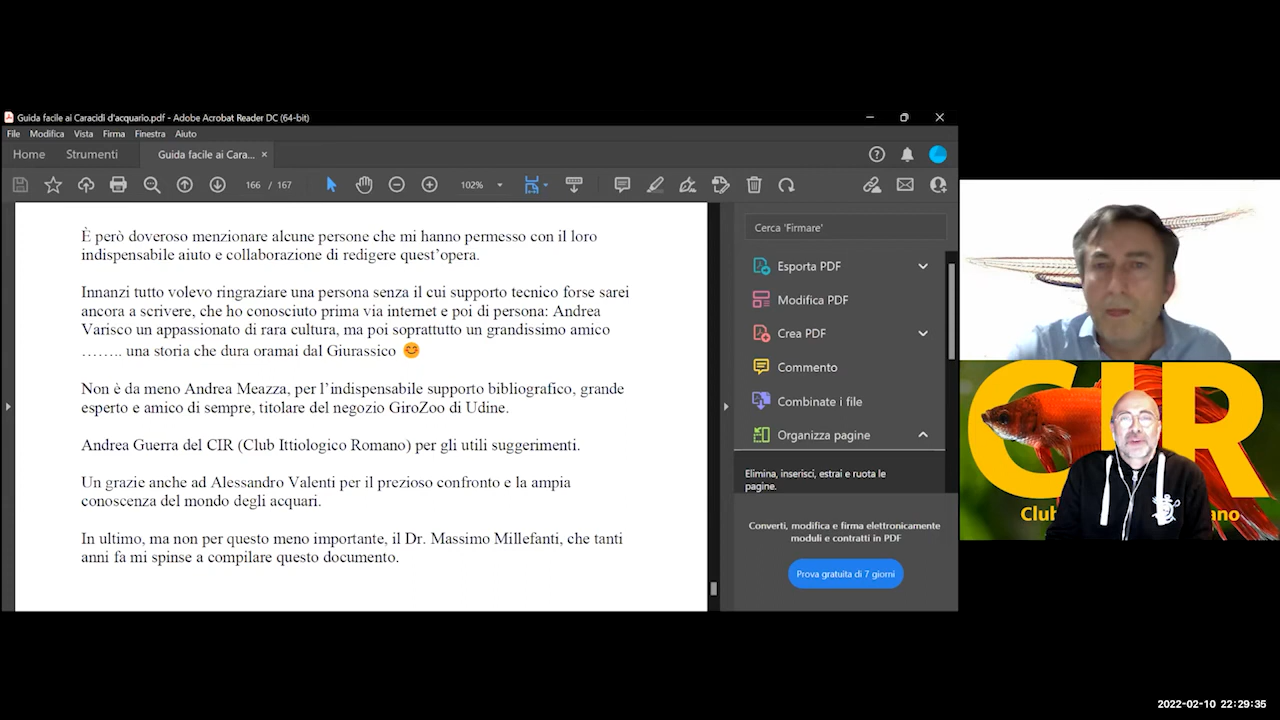 Guida facile ai Caracidi d'acquario.pdf - Adobe Acrobat Reader DC (64-bit)
File Modifica Vista Firma Finestra Aiuto
Home Strumenti Guida facile ai Cara... ×
166 / 167 102%
È però doveroso menzionare alcune persone che mi hanno permesso con il loro
indispensabile aiuto e collaborazione di redigere quest’opera.
Innanzi tutto volevo ringraziare una persona senza il cui supporto tecnico forse sarei
ancora a scrivere, che ho conosciuto prima via internet e poi di persona: Andrea
Varisco un appassionato di rara cultura, ma poi soprattutto un grandissimo amico
…….. una storia che dura oramai dal Giurassico 😊
Non è da meno Andrea Meazza, per l’indispensabile supporto bibliografico, grande
esperto e amico di sempre, titolare del negozio GiroZoo di Udine.
Andrea Guerra del CIR (Club Ittiologico Romano) per gli utili suggerimenti.
Un grazie anche ad Alessandro Valenti per il prezioso confronto e la ampia
conoscenza del mondo degli acquari.
In ultimo, ma non per questo meno importante, il Dr. Massimo Millefanti, che tanti
anni fa mi spinse a compilare questo documento.
Cerca 'Firmare'
Esporta PDF
Modifica PDF
Crea PDF
Commento
Combinate i file
Organizza pagine
Elimina, inserisci, estrai e ruota le
pagine.
Converti, modifica e firma elettronicamente
moduli e contratti in PDF
Prova gratuita di 7 giorni
CIR
2022-02-10 22:29:35